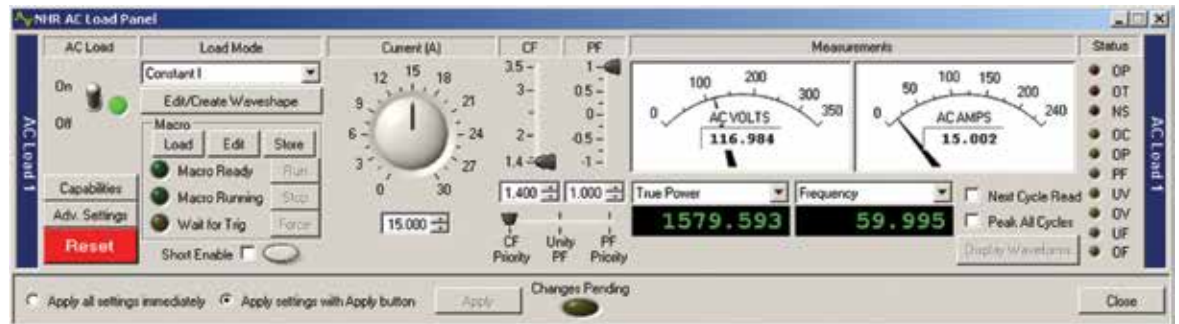 NHR AC Load Panel
AC Load 1
AC Load
On
Off
Capabilities
Adv. Settings
Reset
Load Mode
Constant I
Edit/Create Waveshape
Macro
Load Edit Store
Macro Ready Run
Macro Running Stop
Wait for Trig Force
Short Enable
Current (A)
0 3 6 9 12 15 18 21 24 27 30
15.000
CF PF
3.5 -
3 -
2 -
1.4 -
1 -
0.5 -
0 -
-0.5 -
-1 -
1.400 1.000
CF Priority
Unity PF
PF Priority
Measurements
0 100 200 300 350
AC VOLTS
116.984
0 50 100 150 200 240
AC AMPS
15.002
True Power Frequency
1579.593 59.995
Next Cycle Read
Peak All Cycles
Display Waveforms
Status
OP
OT
NS
OC
OP
PF
UV
OV
UF
OF
AC Load 1
Apply all settings immediately Apply settings with Apply button Apply
Changes Pending
Close